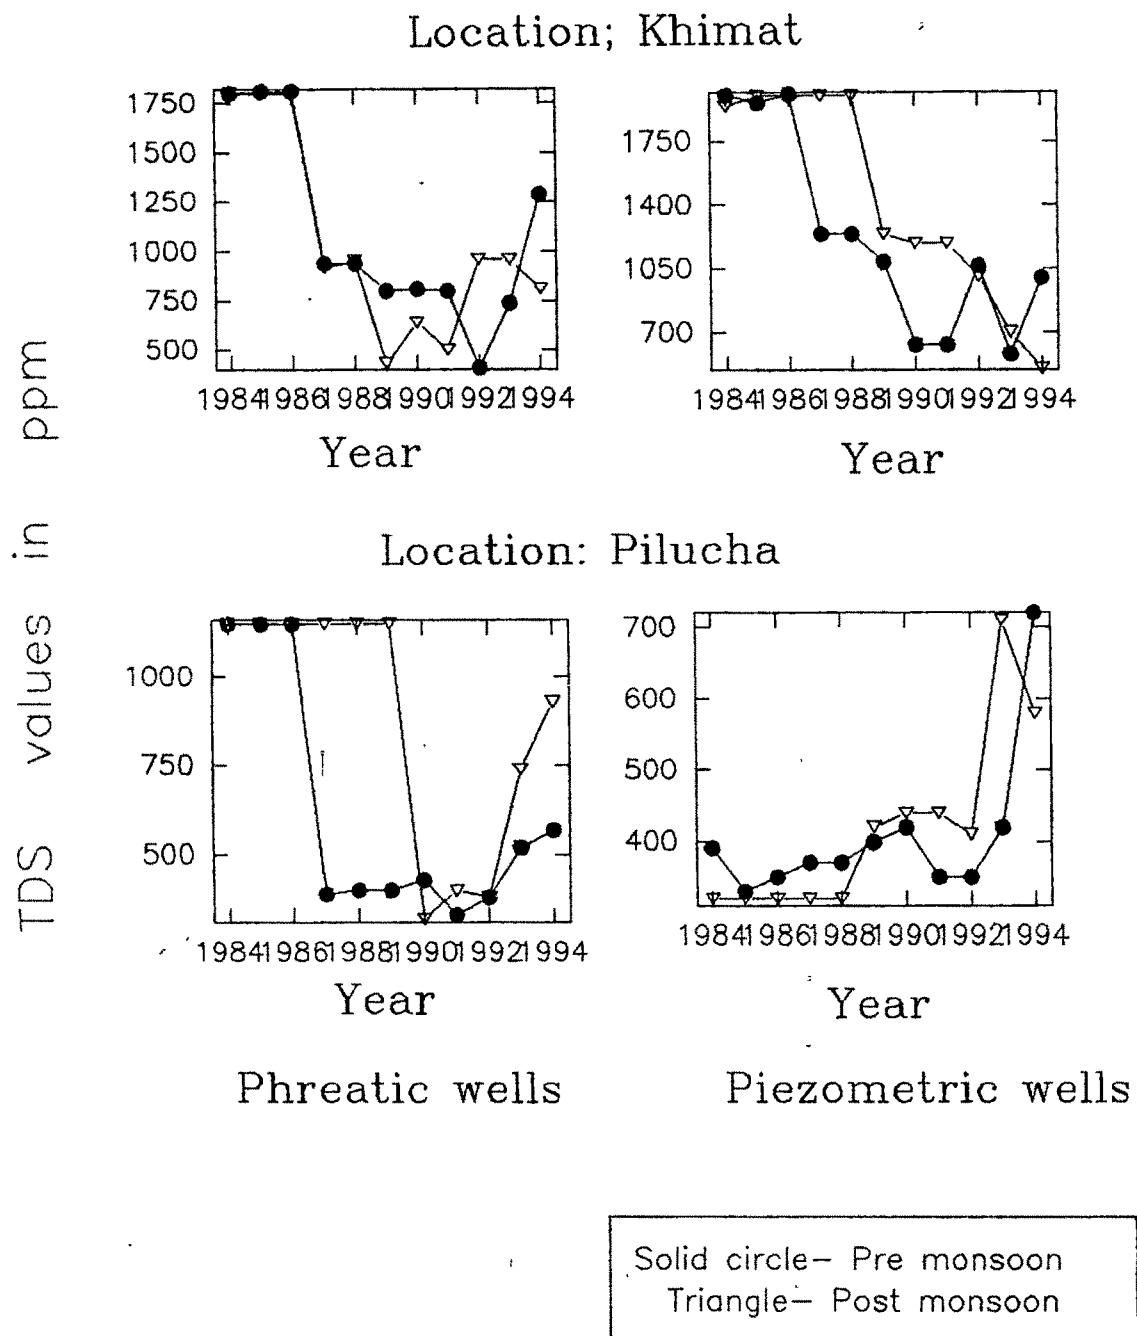 Location; Khimat
1750
1500
1250
1000
750
500
1984 1986 1988 1990 1992 1994
Year
1750
1400
1050
700
1984 1986 1988 1990 1992 1994
Year
TDS values in ppm
Location: Pilucha
1000
750
500
1984 1986 1988 1990 1992 1994
Year
700
600
500
400
1984 1986 1988 1990 1992 1994
Year
Phreatic wells
Piezometric wells
Solid circle- Pre monsoon
Triangle- Post monsoon